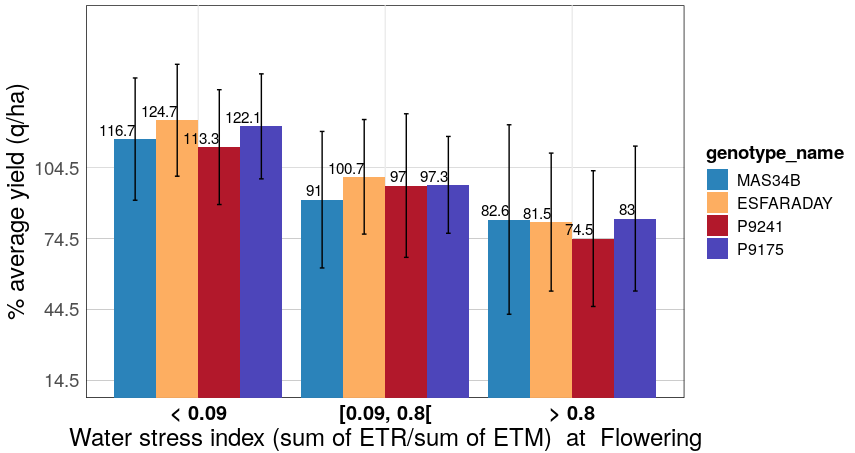 % average yield (q/ha)
104.5
74.5
44.5
14.5
116.7
124.7
113.3
122.1
91
100.7
97
97.3
82.6
81.5
74.5
83
< 0.09
[0.09, 0.8[
> 0.8
Water stress index (sum of ETR/sum of ETM)  at  Flowering
genotype_name
MAS34B
ESFARADAY
P9241
P9175